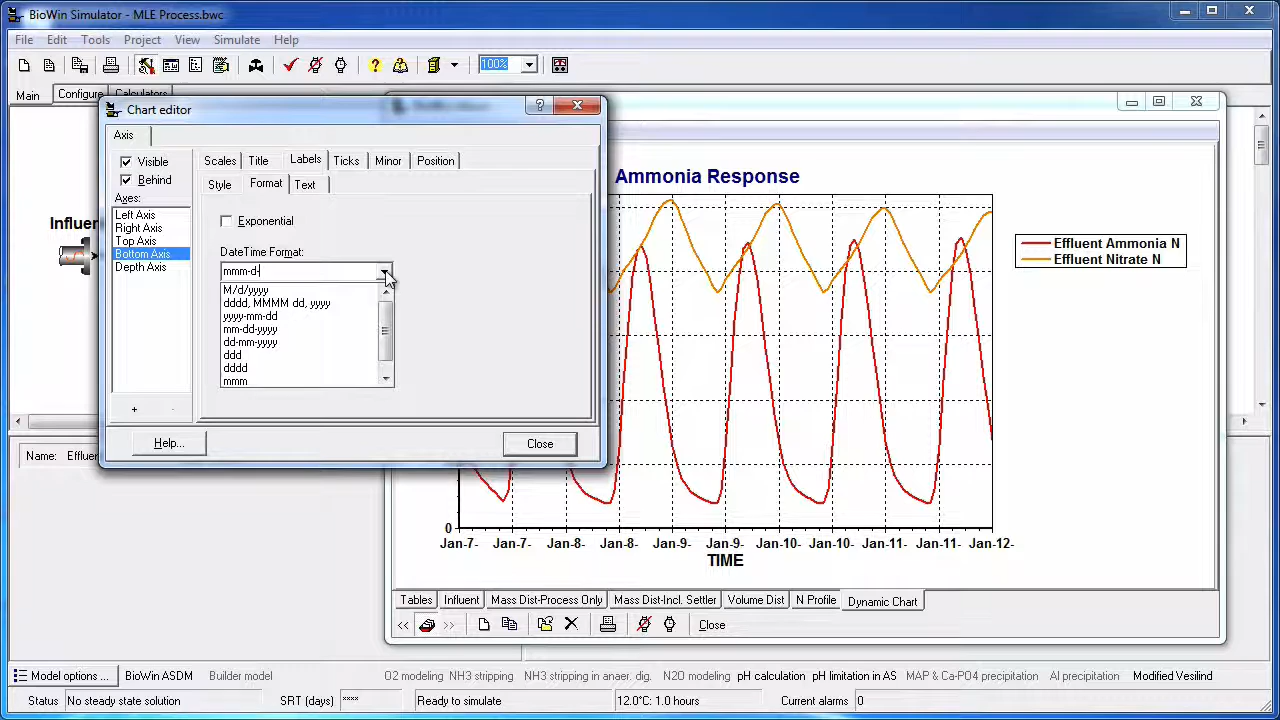 BioWin Simulator - MLE Process.bwc
File Edit Tools Project View Simulate Help
100%
Main Configure Calculators
Chart editor
Axis
Visible
Behind
Axes:
Left Axis
Right Axis
Top Axis
Bottom Axis
Depth Axis
+ -
Scales Title Labels Ticks Minor Position
Style Format Text
Exponential
DateTime Format:
mmm-d-
M/d/yyyy
dddd, MMMM dd, yyyy
yyyy-mm-dd
mm-dd-yyyy
dd-mm-yyyy
ddd
dddd
mmm
Help... Close
Influen
Name: Effluen
Ammonia Response
Effluent Ammonia N
Effluent Nitrate N
0
Jan-7- Jan-7- Jan-8- Jan-8- Jan-9- Jan-9- Jan-10- Jan-10- Jan-11- Jan-11- Jan-12-
TIME
Tables Influent Mass Dist-Process Only Mass Dist-Incl. Settler Volume Dist N Profile Dynamic Chart
<< >> Close
Model options ... BioWin ASDM Builder model O2 modeling NH3 stripping NH3 stripping in anaer. dig. N2O modeling pH calculation pH limitation in AS MAP & Ca-PO4 precipitation Al precipitation Modified Vesilind
Status No steady state solution SRT (days) **** Ready to simulate 12.0°C: 1.0 hours Current alarms 0